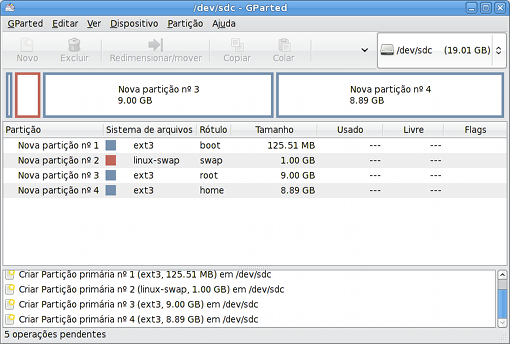 /dev/sdc - GParted
GParted Editar Ver Dispositivo Partição Ajuda
Novo Excluir Redimensionar/mover Copiar Colar /dev/sdc (19.01 GB)
Nova partição nº 3
9.00 GB
Nova partição nº 4
8.89 GB
Partição Sistema de arquivos Rótulo Tamanho Usado Livre Flags
Nova partição nº 1 ext3 boot 125.51 MB --- ---
Nova partição nº 2 linux-swap swap 1.00 GB --- ---
Nova partição nº 3 ext3 root 9.00 GB --- ---
Nova partição nº 4 ext3 home 8.89 GB --- ---
Criar Partição primária nº 1 (ext3, 125.51 MB) em /dev/sdc
Criar Partição primária nº 2 (linux-swap, 1.00 GB) em /dev/sdc
Criar Partição primária nº 3 (ext3, 9.00 GB) em /dev/sdc
Criar Partição primária nº 4 (ext3, 8.89 GB) em /dev/sdc
5 operações pendentes